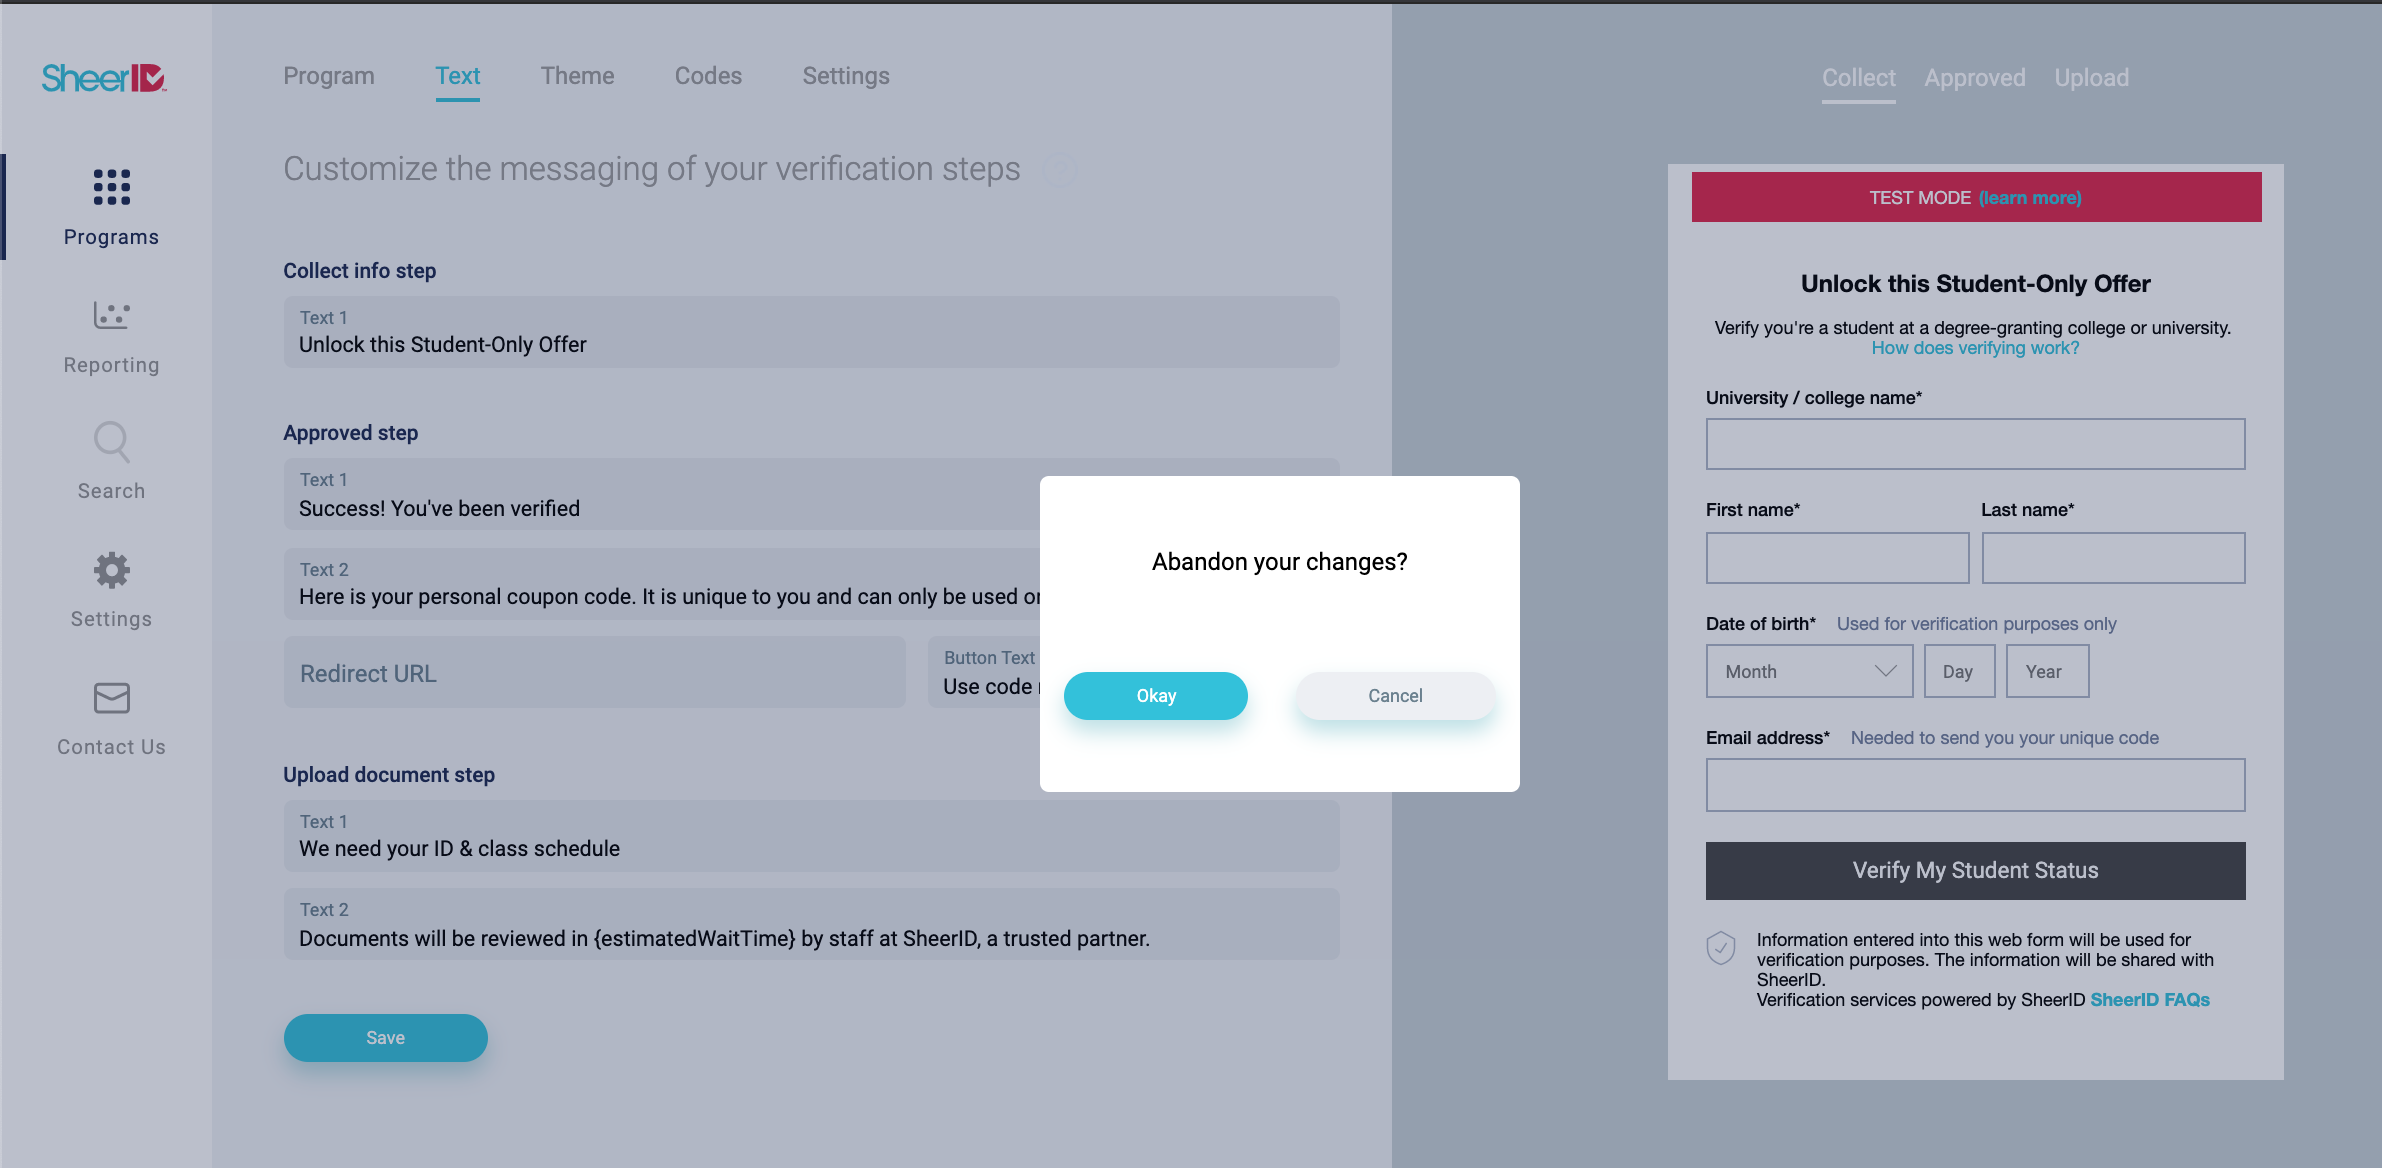 SheerID
Programs
Reporting
Search
Settings
Contact Us
Program Text Theme Codes Settings
Customize the messaging of your verification steps
Collect info step
Text 1
Unlock this Student-Only Offer
Approved step
Text 1
Success! You've been verified
Text 2
Here is your personal coupon code. It is unique to you and can only be used
Redirect URL
Button Text
Use code
Upload document step
Text 1
We need your ID & class schedule
Text 2
Documents will be reviewed in {estimatedWaitTime} by staff at SheerID, a trusted partner.
Save
Abandon your changes?
Okay Cancel
Collect Approved Upload
TEST MODE (learn more)
Unlock this Student-Only Offer
Verify you're a student at a degree-granting college or university.
How does verifying work?
University / college name*
First name* Last name*
Date of birth* Used for verification purposes only
Month Day Year
Email address* Needed to send you your unique code
Verify My Student Status
Information entered into this web form will be used for
verification purposes. The information will be shared with
SheerID.
Verification services powered by SheerID SheerID FAQs